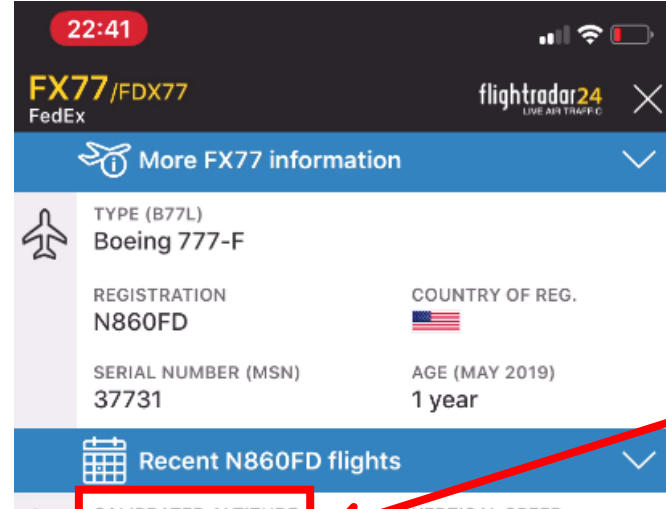 22:41
FX77/FDX77
FedEx
flightradar24
LIVE AIR TRAFFIC
More FX77 information
TYPE (B77L)
Boeing 777-F
REGISTRATION
COUNTRY OF REG.
N860FD
SERIAL NUMBER (MSN)
AGE (MAY 2019)
37731
1 year
Recent N860FD flights